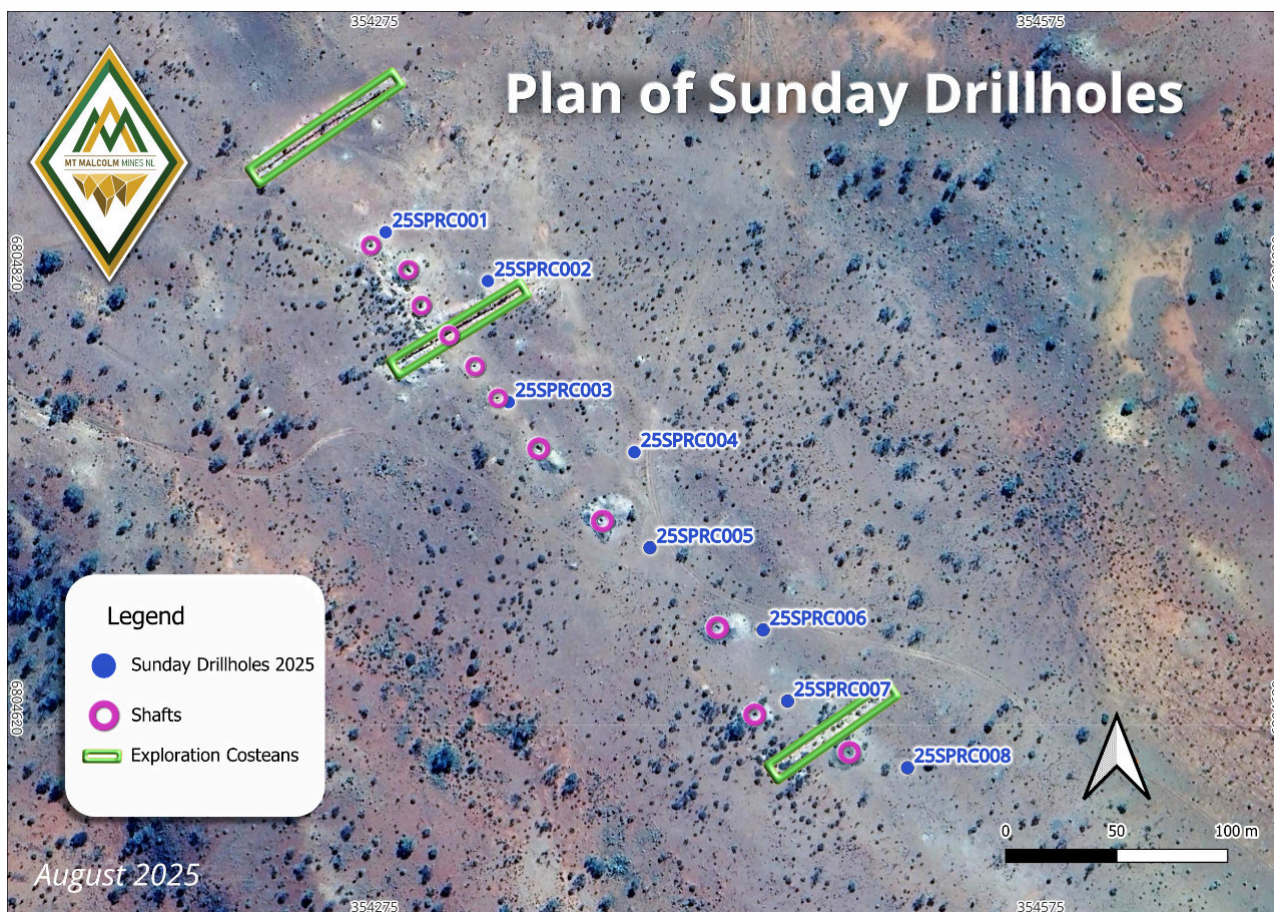 354275
354575
Plan of Sunday Drillholes
MT MALCOLM MINES NL
25SPRC001
6804820
25SPRC002
25SPRC003
25SPRC004
25SPRC005
Legend
Sunday Drillholes 2025
Shafts
Exploration Costeans
25SPRC006
6804620
25SPRC007
25SPRC008
0 50 100 m
August 2025
354275
354575